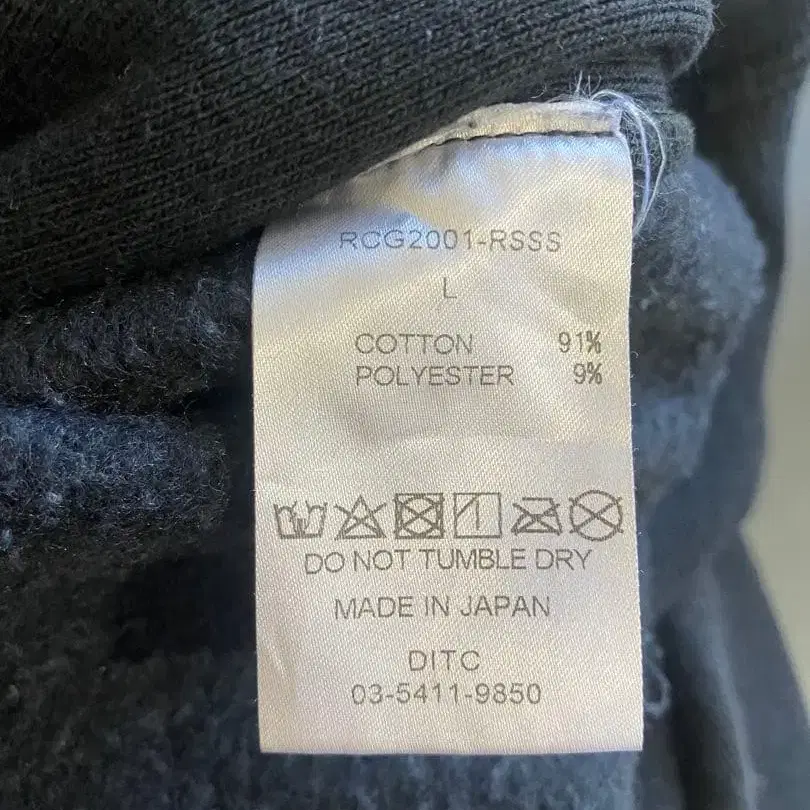 RCG2001-RSSS
L
COTTON 91%
POLYESTER 9%
DO NOT TUMBLE DRY
MADE IN JAPAN
DITC
03-5411-9850